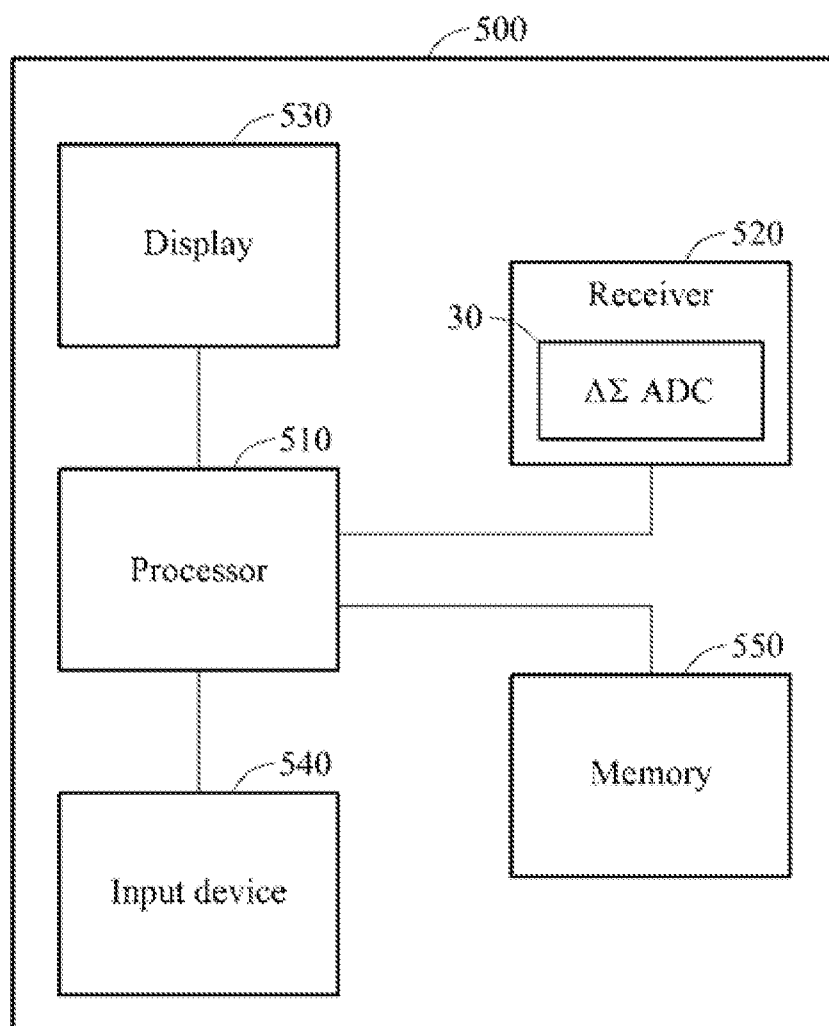 500
530
Display
520
Receiver
30
ΔΣ ADC
510
Processor
550
Memory
540
Input device